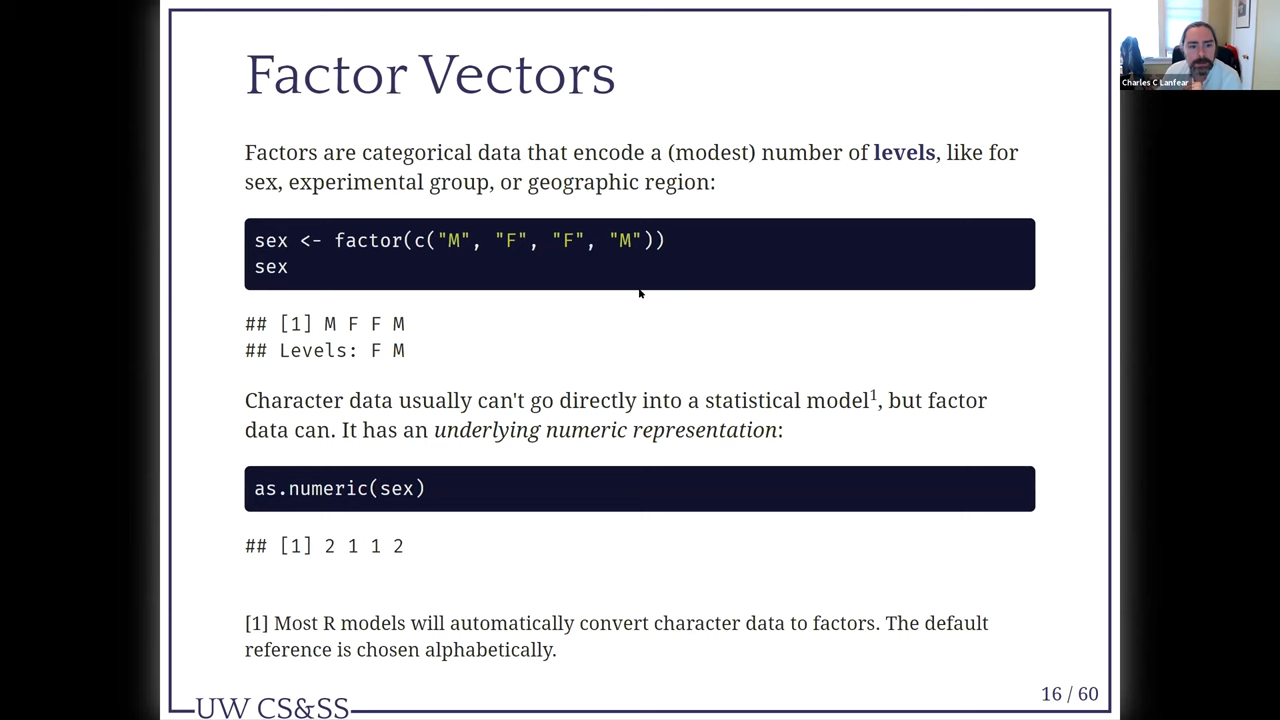 Factor Vectors
Charles C Lanfear
Factors are categorical data that encode a (modest) number of levels, like for
sex, experimental group, or geographic region:
sex <- factor(c("M", "F", "F", "M"))
sex
## [1] M F F M
## Levels: F M
Character data usually can't go directly into a statistical model1, but factor
data can. It has an underlying numeric representation:
as.numeric(sex)
## [1] 2 1 1 2
[1] Most R models will automatically convert character data to factors. The default
reference is chosen alphabetically.
16 / 60
UW CS&SS